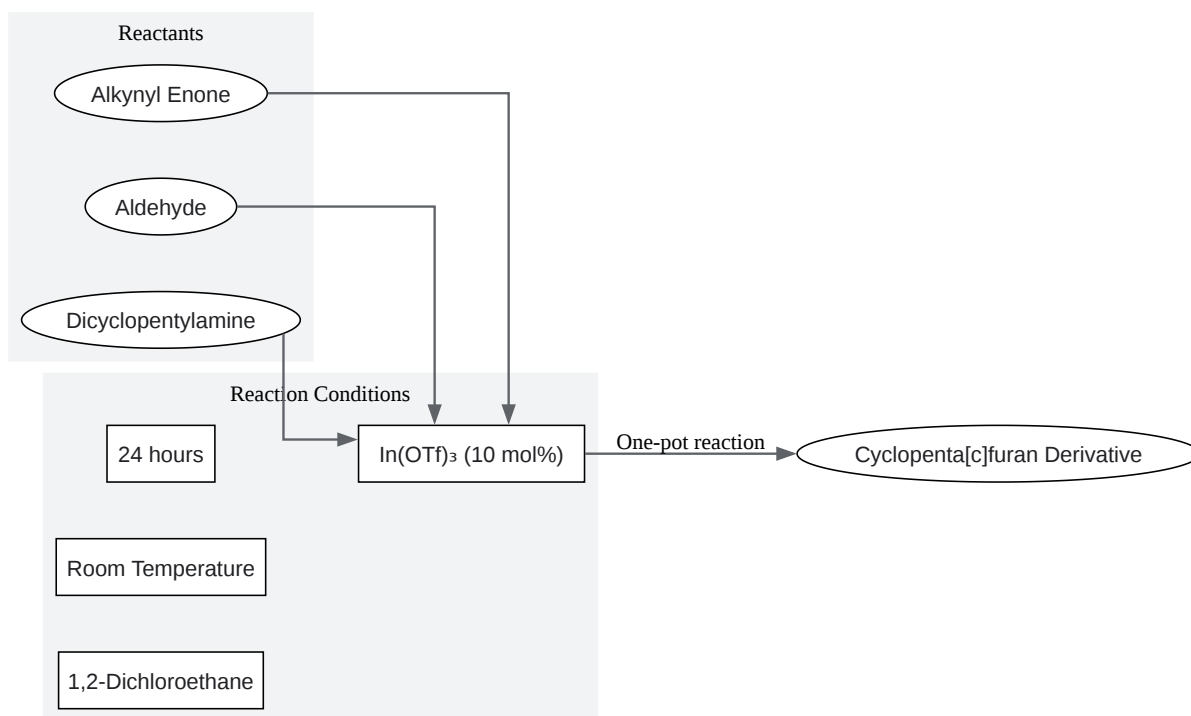 Reactants
Alkynyl Enone
Aldehyde
Dicyclopentylamine
Reaction Conditions
24 hours
In(OTf)₃ (10 mol%)
One-pot reaction
Cyclopenta[c]furan Derivative
Room Temperature
1,2-Dichloroethane